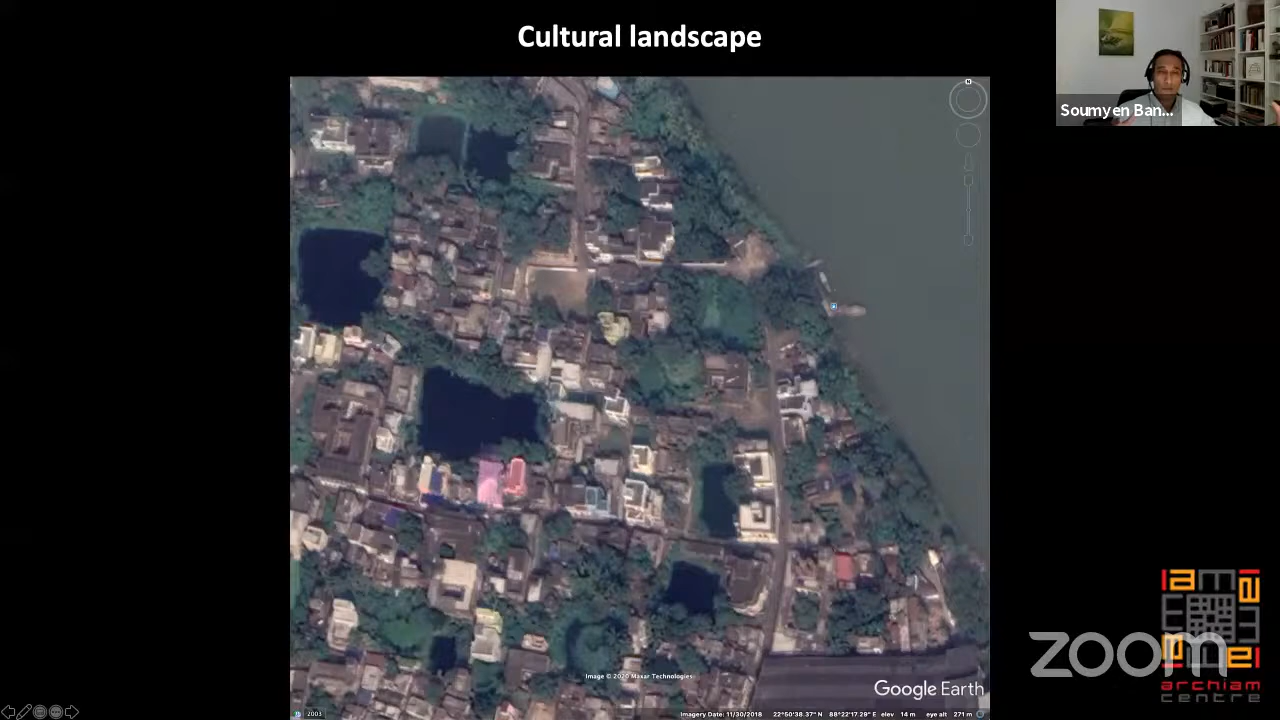 Cultural landscape
N
Soumyen Ban...
Image © 2020 Maxar Technologies
Google Earth
2003
Imagery Date: 11/30/2018 22°50'38.37" N 88°22'17.29" E elev 14 m eye alt 271 m
zoom
archiam
centre